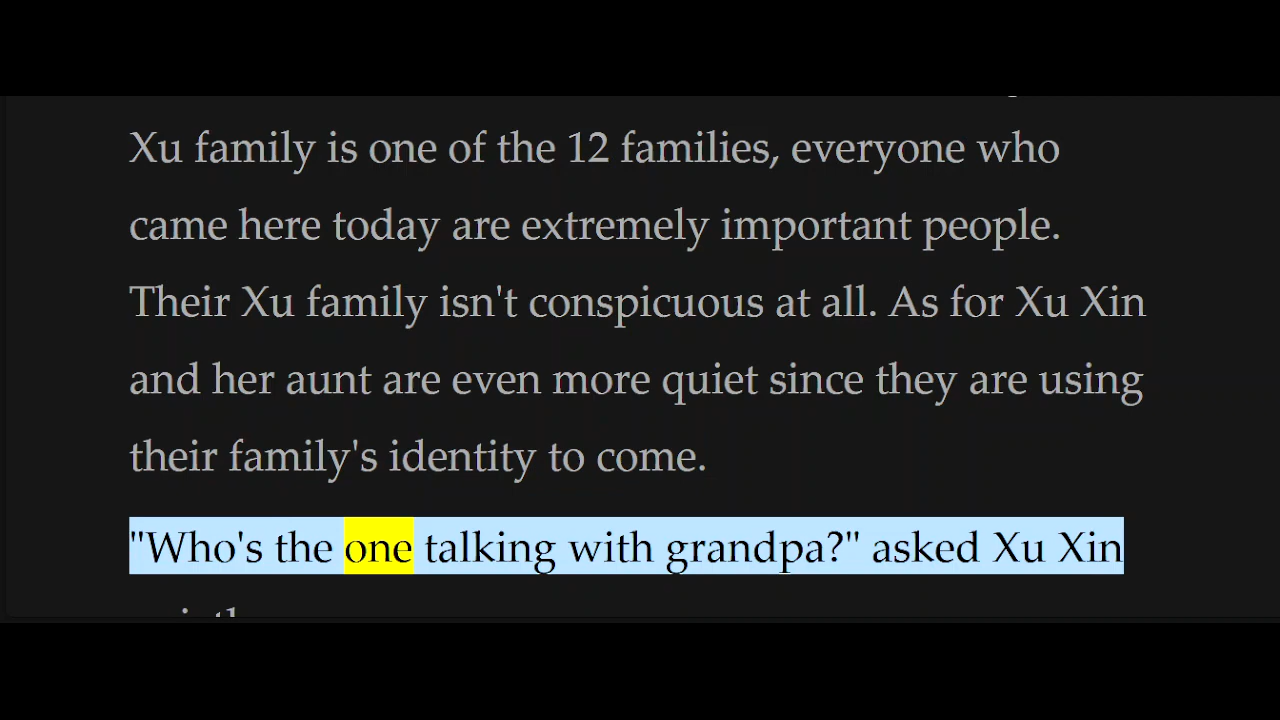 Xu family is one of the 12 families, everyone who
came here today are extremely important people.
Their Xu family isn't conspicuous at all. As for Xu Xin
and her aunt are even more quiet since they are using
their family's identity to come.
"Who's the one talking with grandpa?" asked Xu Xin